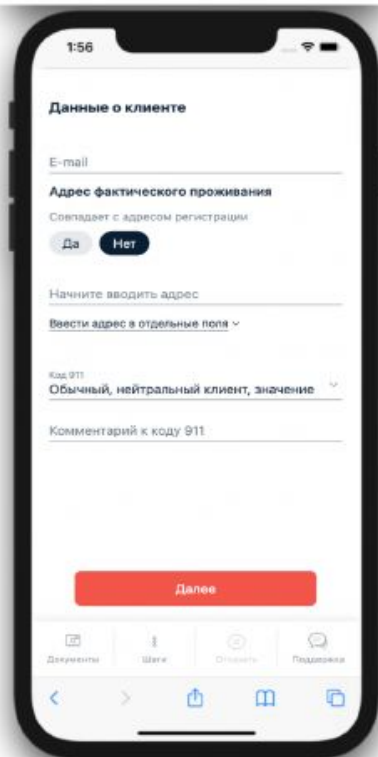 1:56
Данные о клиенте
E-mail
Адрес фактического проживания
Совпадает с адресом регистрации
Да Нет
Начните вводить адрес
Ввести адрес в отдельные поля
Код 911
Обычный, нейтральный клиент, значение
Комментарий к коду 911
Далее
Документы Шаги Отложить Поддержка